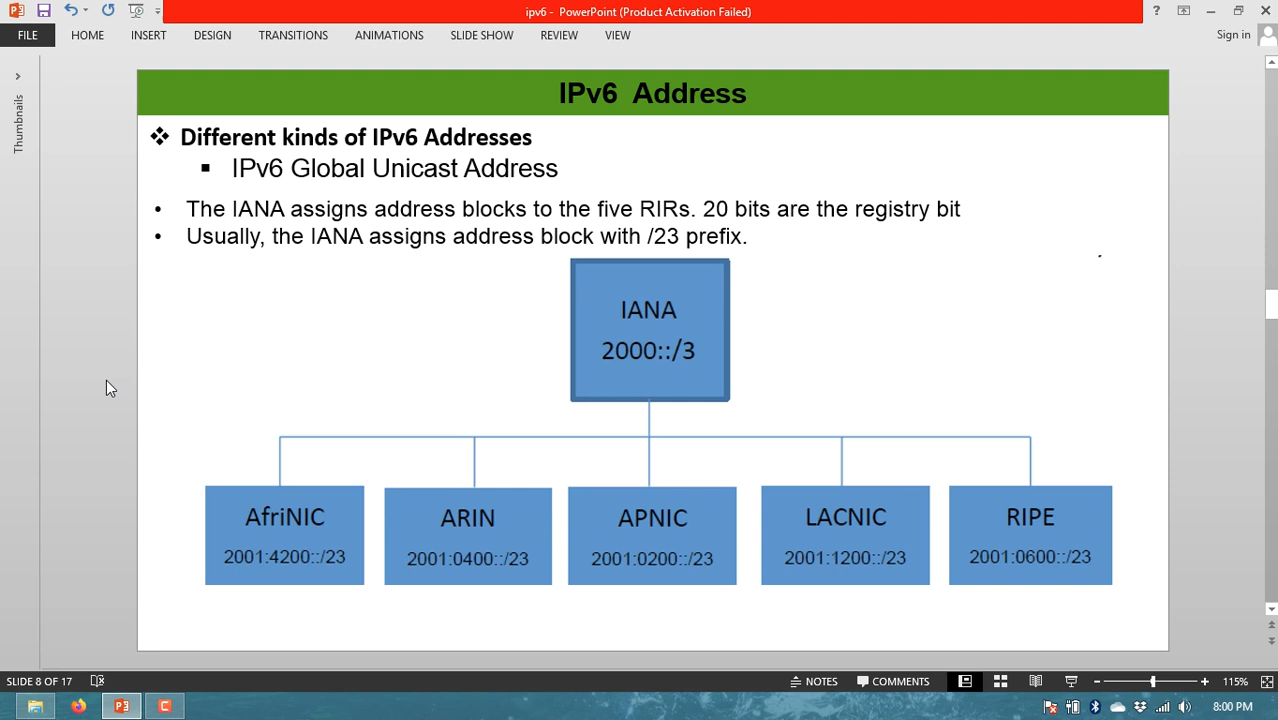 ipv6 - PowerPoint (Product Activation Failed)
FILE HOME INSERT DESIGN TRANSITIONS ANIMATIONS SLIDE SHOW REVIEW VIEW Sign in
Thumbnails
IPv6 Address
❖ Different kinds of IPv6 Addresses
▪ IPv6 Global Unicast Address
• The IANA assigns address blocks to the five RIRs. 20 bits are the registry bit
• Usually, the IANA assigns address block with /23 prefix.
IANA
2000::/3
AfriNIC
2001:4200::/23
ARIN
2001:0400::/23
APNIC
2001:0200::/23
LACNIC
2001:1200::/23
RIPE
2001:0600::/23
SLIDE 8 OF 17 NOTES COMMENTS 115%
8:00 PM